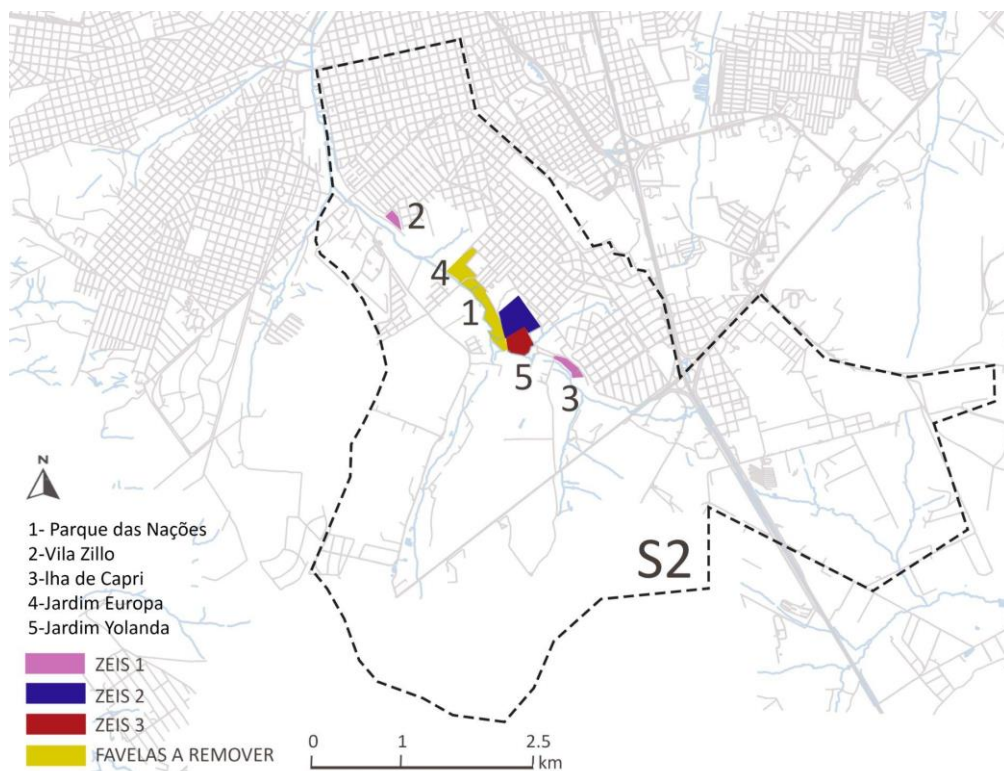 2
4
1
5
3
S2
N
1- Parque das Nações
2-Vila Zillo
3-lha de Capri
4-Jardim Europa
5-Jardim Yolanda
ZEIS 1
ZEIS 2
ZEIS 3
FAVELAS A REMOVER
0 1 2.5
km